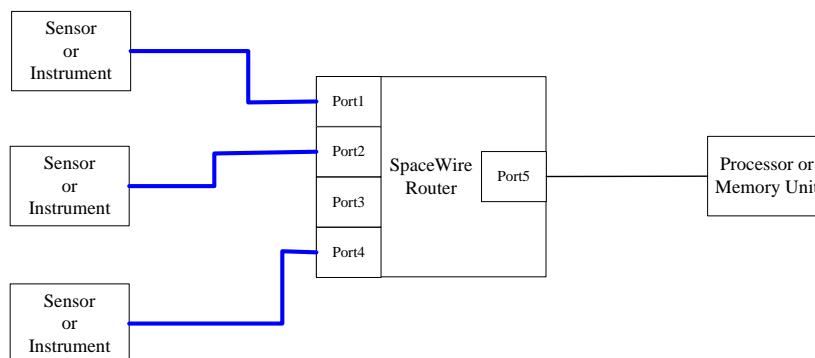 Sensor
or
Instrument
Sensor
or
Instrument
Sensor
or
Instrument
Port1
Port2
Port3
Port4
SpaceWire
Router
Port5
Processor or
Memory Unit